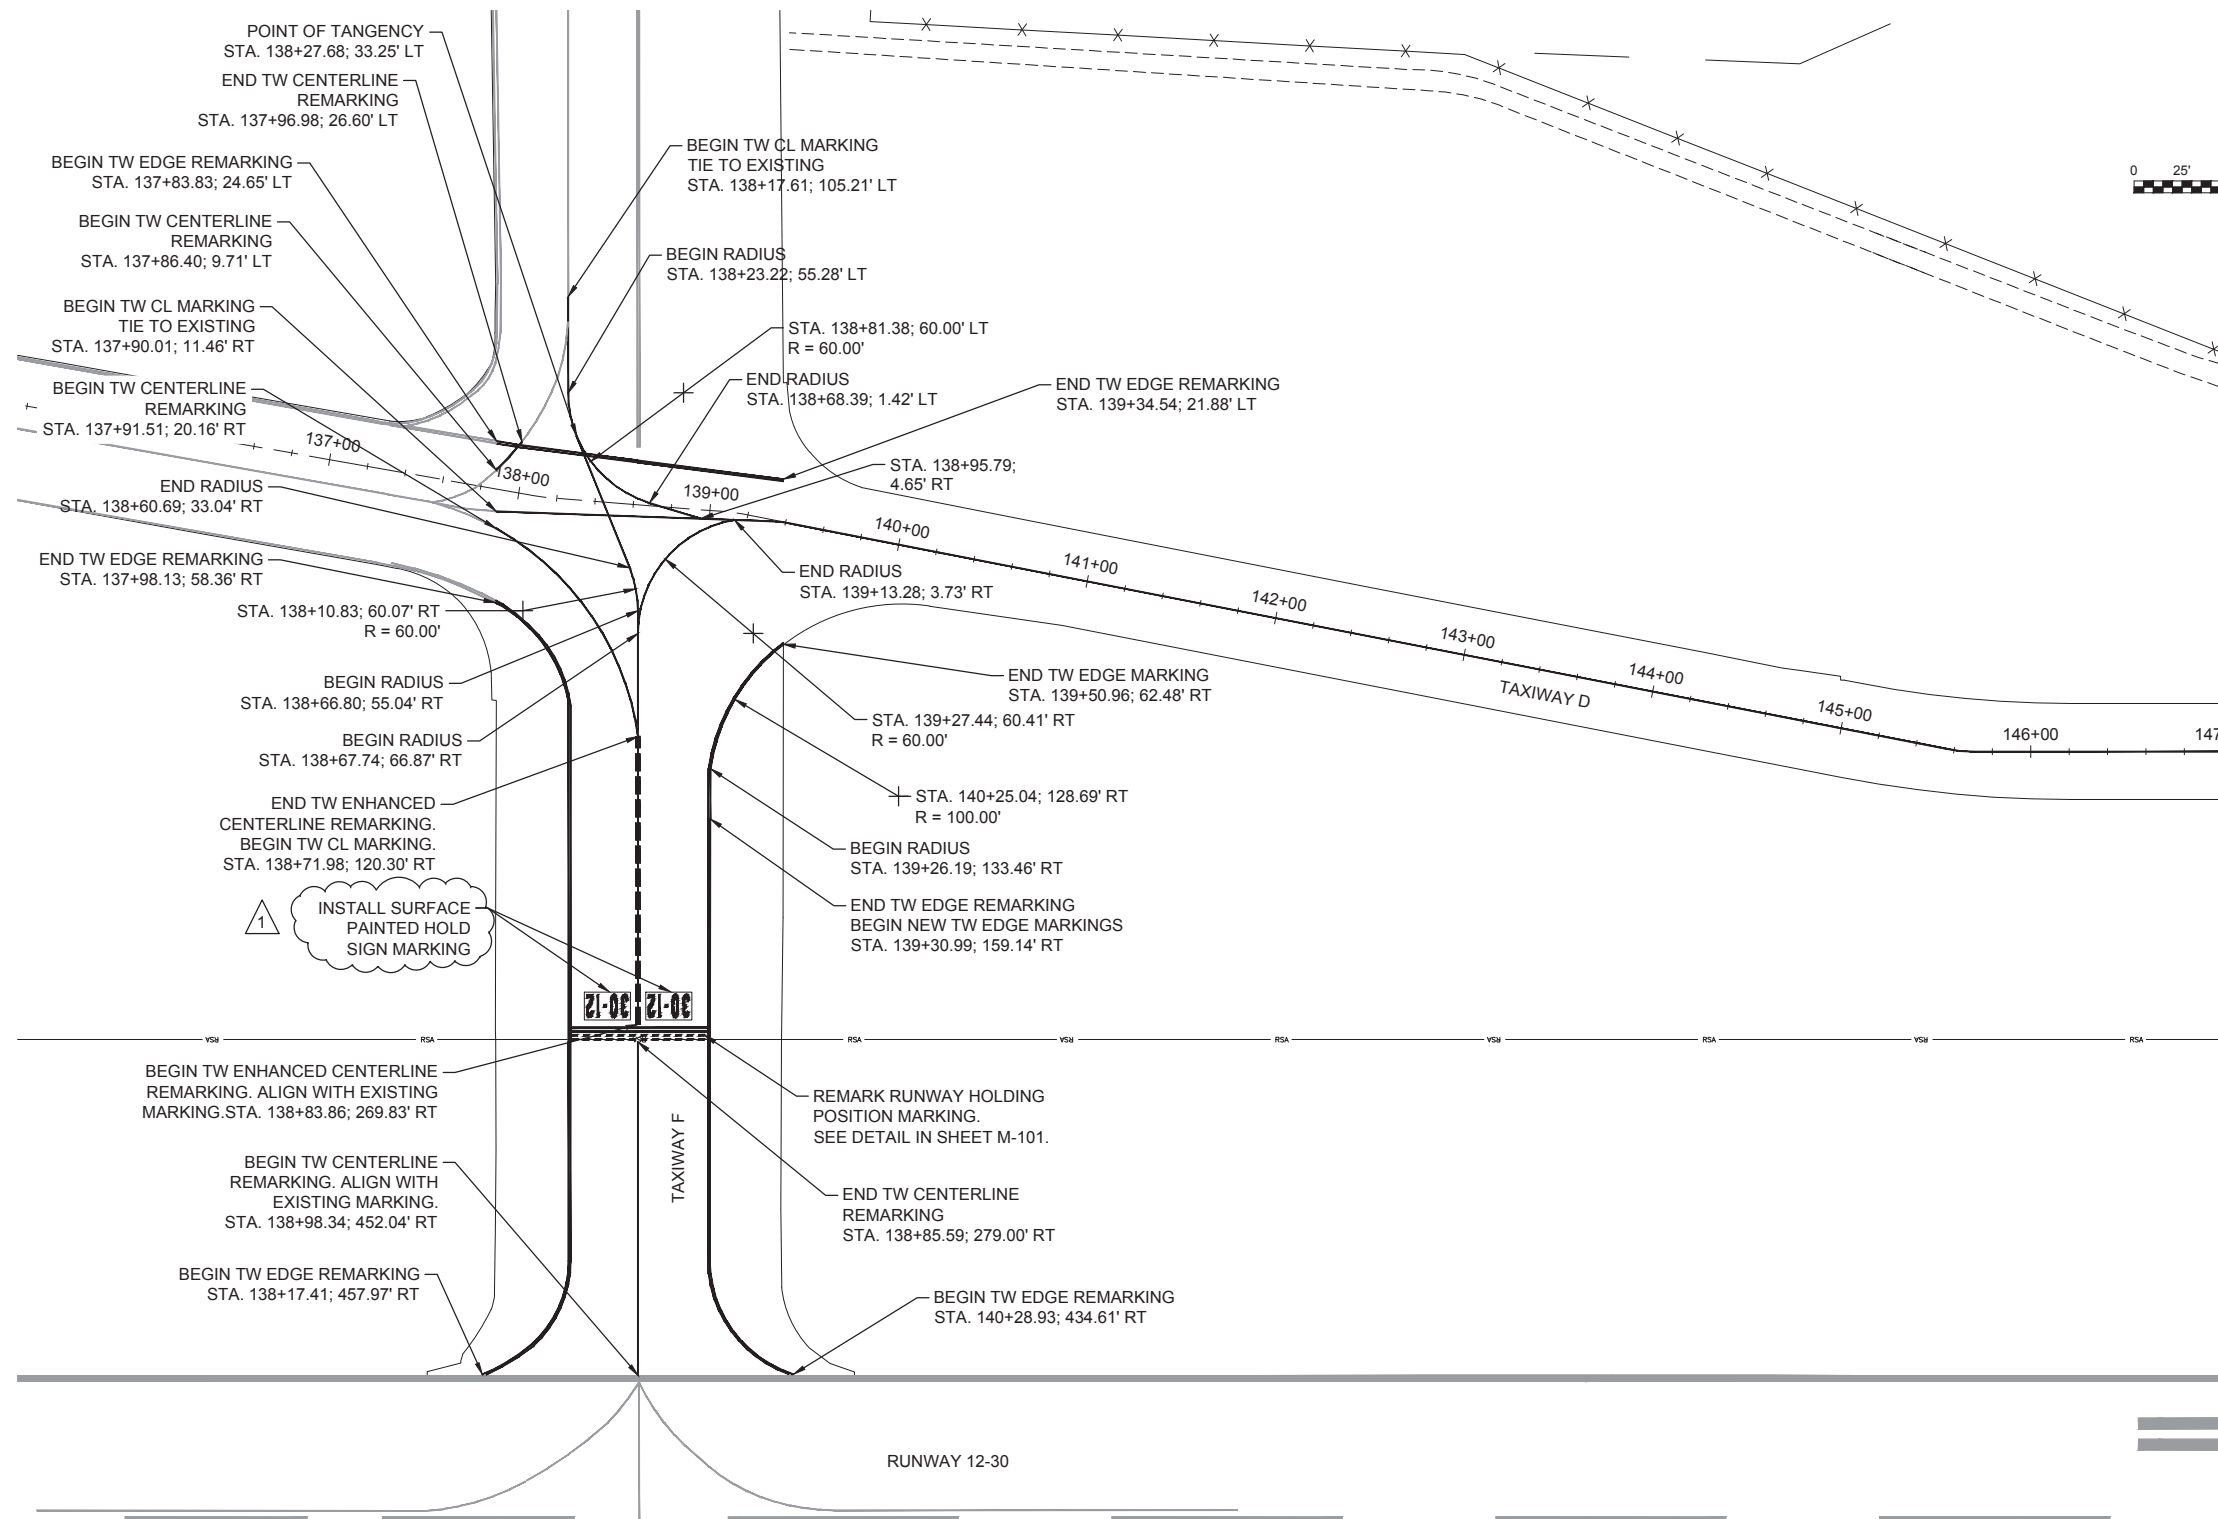 POINT OF TANGENCY
STA. 138+27.68; 33.25' LT
END TW CENTERLINE
REMARKING
STA. 137+96.98; 26.60' LT
BEGIN TW EDGE REMARKING
STA. 137+83.83; 24.65' LT
BEGIN TW CENTERLINE
REMARKING
STA. 137+86.40; 9.71' LT
BEGIN TW CL MARKING
TIE TO EXISTING
STA. 137+90.01; 11.46' RT
BEGIN TW CENTERLINE
REMARKING
STA. 137+91.51; 20.16' RT
END RADIUS
STA. 138+60.69; 33.04' RT
END TW EDGE REMARKING
STA. 137+98.13; 58.36' RT
STA. 138+10.83; 60.07' RT
R = 60.00'
BEGIN RADIUS
STA. 138+66.80; 55.04' RT
BEGIN RADIUS
STA. 138+67.74; 66.87' RT
END TW ENHANCED
CENTERLINE REMARKING.
BEGIN TW CL MARKING.
STA. 138+71.98; 120.30' RT
1
INSTALL SURFACE
PAINTED HOLD
SIGN MARKING
BEGIN TW ENHANCED CENTERLINE
REMARKING. ALIGN WITH EXISTING
MARKING.STA. 138+83.86; 269.83' RT
BEGIN TW CENTERLINE
REMARKING. ALIGN WITH
EXISTING MARKING.
STA. 138+98.34; 452.04' RT
BEGIN TW EDGE REMARKING
STA. 138+17.41; 457.97' RT
BEGIN TW CL MARKING
TIE TO EXISTING
STA. 138+17.61; 105.21' LT
BEGIN RADIUS
STA. 138+23.22; 55.28' LT
STA. 138+81.38; 60.00' LT
R = 60.00'
END RADIUS
STA. 138+68.39; 1.42' LT
END TW EDGE REMARKING
STA. 139+34.54; 21.88' LT
STA. 138+95.79;
4.65' RT
END RADIUS
STA. 139+13.28; 3.73' RT
END TW EDGE MARKING
STA. 139+50.96; 62.48' RT
STA. 139+27.44; 60.41' RT
R = 60.00'
STA. 140+25.04; 128.69' RT
R = 100.00'
BEGIN RADIUS
STA. 139+26.19; 133.46' RT
END TW EDGE REMARKING
BEGIN NEW TW EDGE MARKINGS
STA. 139+30.99; 159.14' RT
REMARK RUNWAY HOLDING
POSITION MARKING.
SEE DETAIL IN SHEET M-101.
END TW CENTERLINE
REMARKING
STA. 138+85.59; 279.00' RT
BEGIN TW EDGE REMARKING
STA. 140+28.93; 434.61' RT
0 25'
137+00
138+00
139+00
140+00
141+00
142+00
143+00
144+00
145+00
146+00
147
TAXIWAY D
TAXIWAY F
30-12
30-12
RSA
RSA
RSA
RSA
RSA
RSA
RSA
RSA
RSA
RUNWAY 12-30